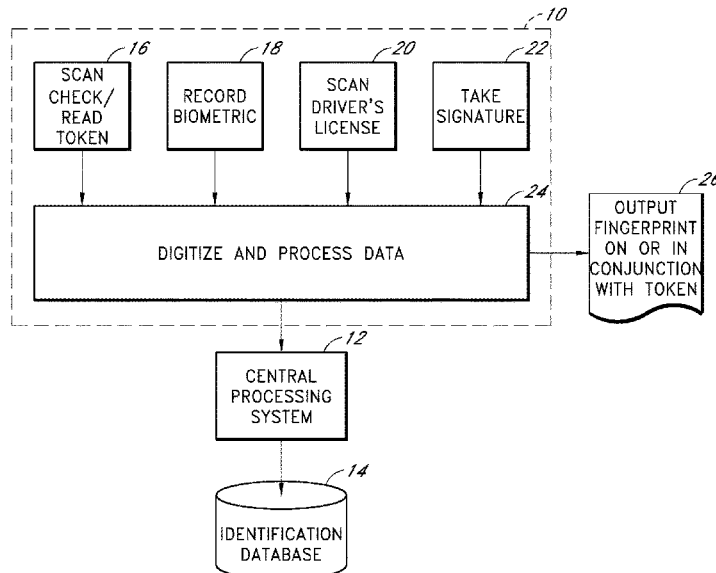 10
16
18
20
22
SCAN
CHECK/
READ
TOKEN
RECORD
BIOMETRIC
SCAN
DRIVER'S
LICENSE
TAKE
SIGNATURE
24
DIGITIZE AND PROCESS DATA
26
OUTPUT
FINGERPRINT
ON OR IN
CONJUNCTION
WITH TOKEN
12
CENTRAL
PROCESSING
SYSTEM
14
IDENTIFICATION
DATABASE